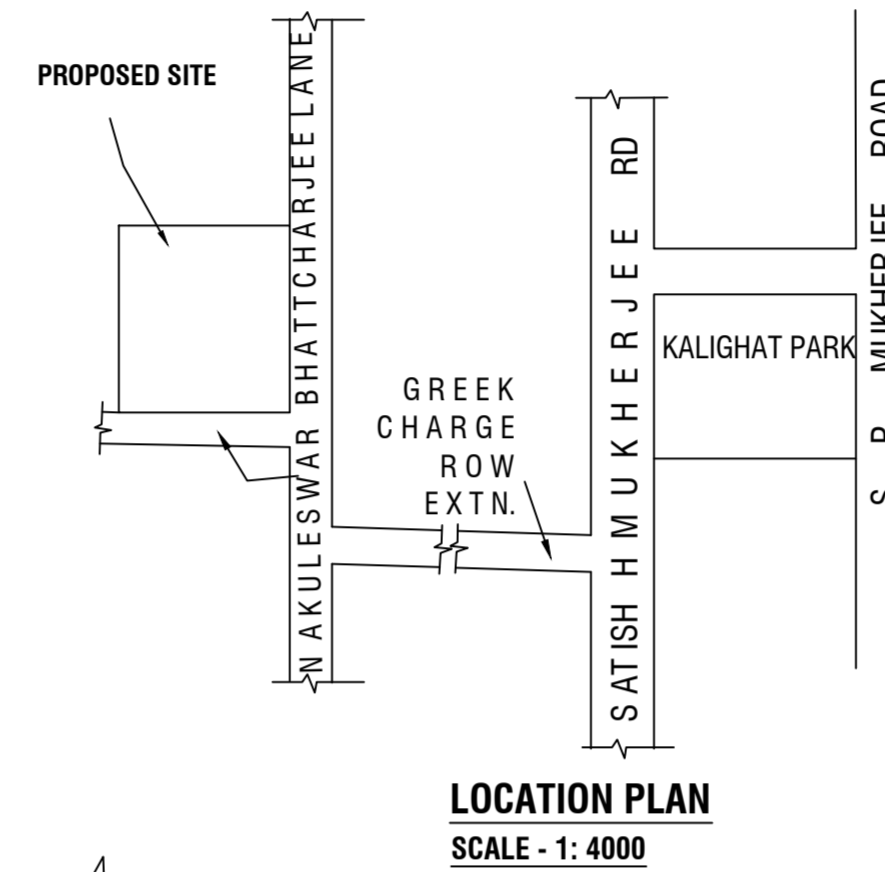 PROPOSED SITE
NAKULESWAR BHATTCHARJEE LANE
GREEK
CHARGE
ROW
EXTN.
SATISH HMUKHERJEE RD
KALIGHAT PARK
S P MUKHERJEE ROAD
LOCATION PLAN
SCALE - 1: 4000